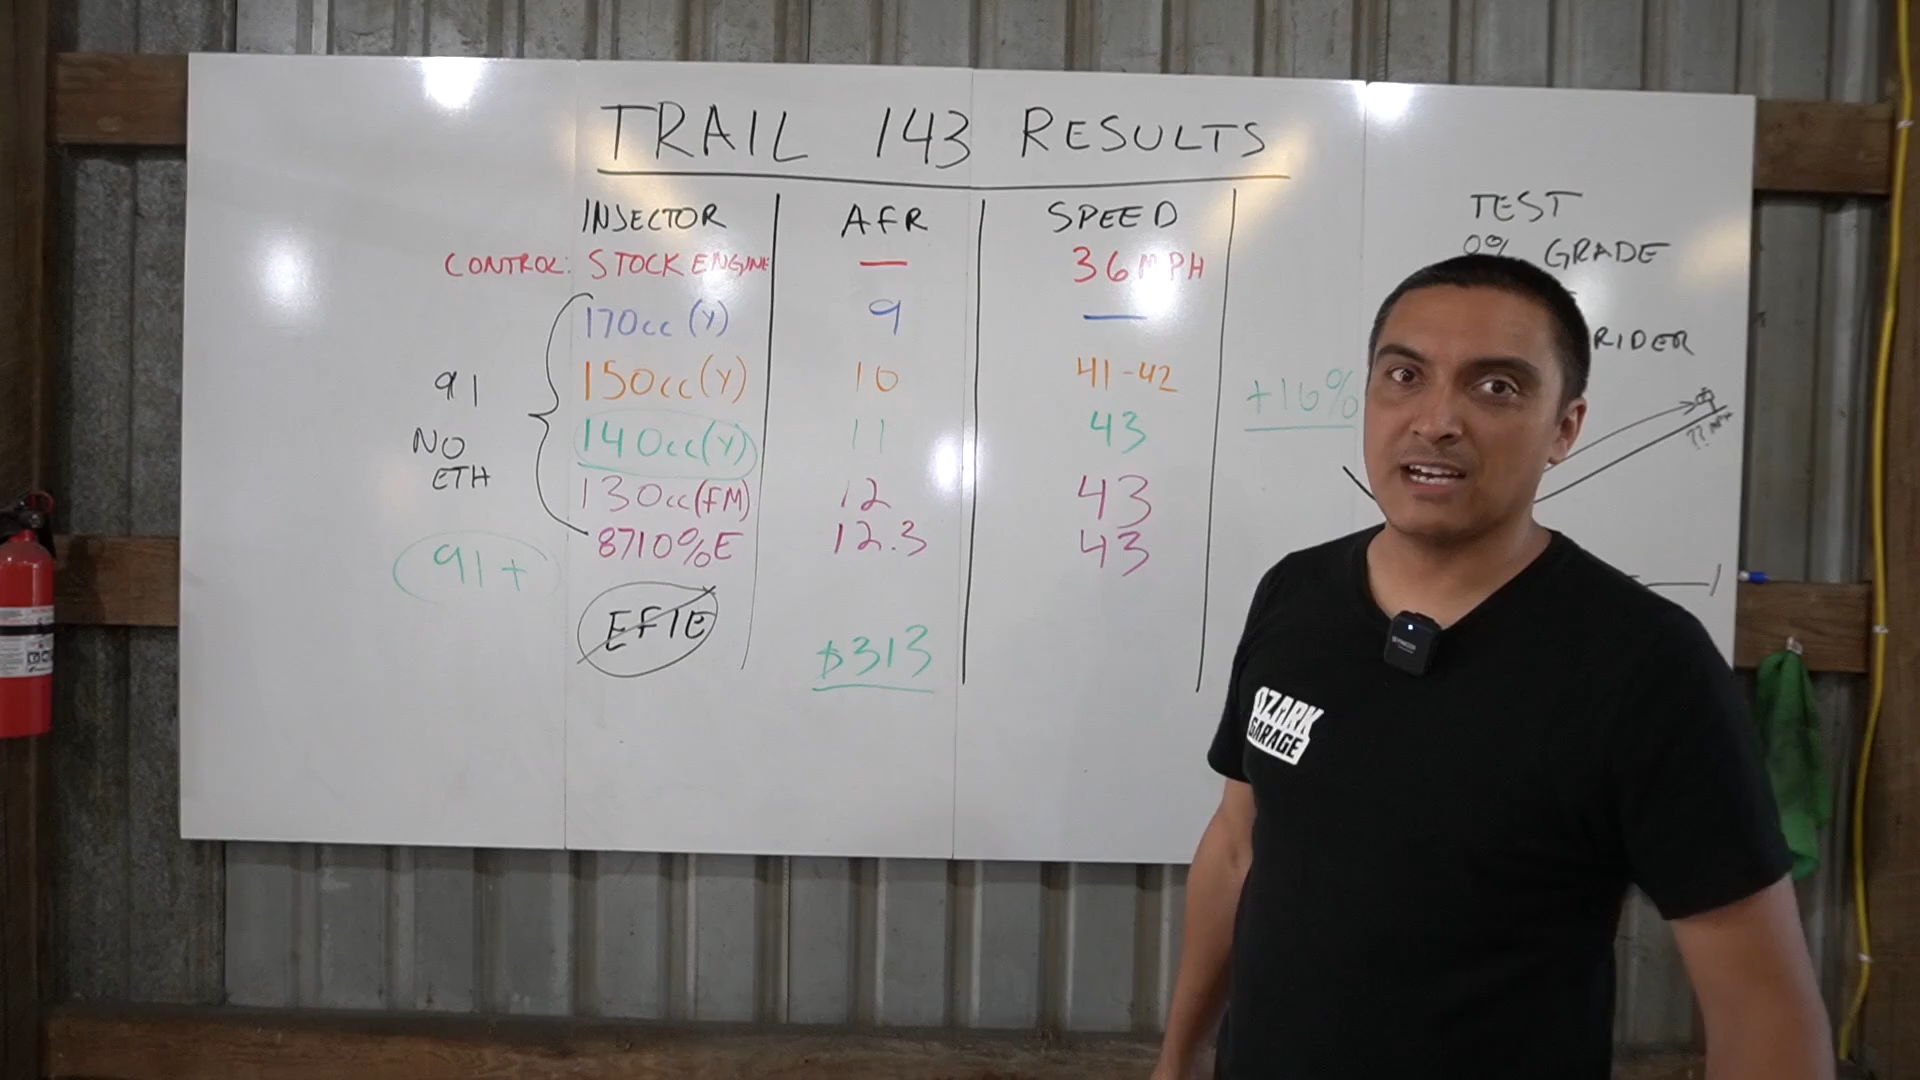 TRAIL 143 RESULTS
INJECTOR AFR SPEED
CONTROL: STOCK ENGINE — 36 MPH
170cc (Y) 9 —
150cc (Y) 10 41-42
140cc (Y) 11 43
130cc (FM) 12 43
8710%E 12.3 43
EFIE
$313
91
NO
ETH
91+
+16%
TEST
0% GRADE
RIDER
OZARK
GARAGE